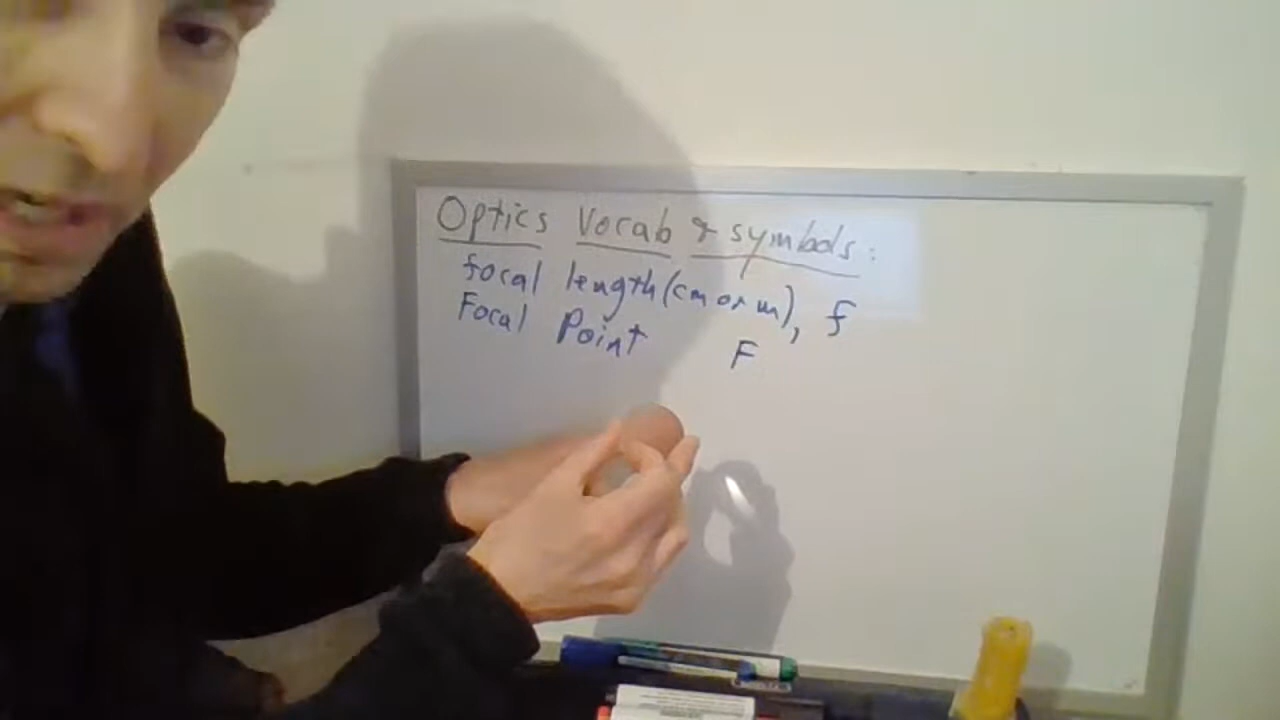 Optics Vocab & symbols:
focal length (cm or m), f
Focal Point F